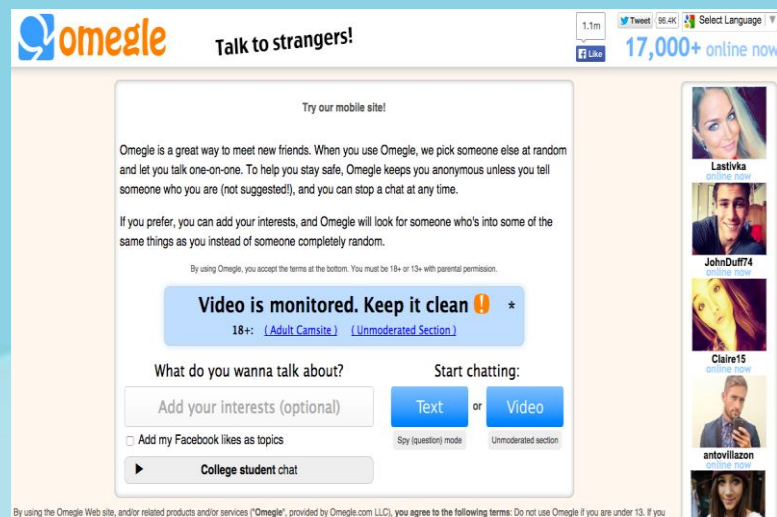 omegle
Talk to strangers!
1.1m
Like
Tweet
96.4K
Select Language
17,000+ online now
Try our mobile site!
Omegle is a great way to meet new friends. When you use Omegle, we pick someone else at random
and let you talk one-on-one. To help you stay safe, Omegle keeps you anonymous unless you tell
someone who you are (not suggested!), and you can stop a chat at any time.
If you prefer, you can add your interests, and Omegle will look for someone who's into some of the
same things as you instead of someone completely random.
By using Omegle, you accept the terms at the bottom. You must be 18+ or 13+ with parental permission.
Video is monitored. Keep it clean ! *
18+: (Adult Camsite) (Unmoderated Section)
What do you wanna talk about?
Add your interests (optional)
Add my Facebook likes as topics
College student chat
Start chatting:
Text or Video
Spy (question) mode
Unmoderated section
Lastivka
online now
JohnDuff74
online now
Claire15
online now
antovillazon
online now
By using the Omegle Web site, and/or related products and/or services ("Omegle", provided by Omegle.com LLC), you agree to the following terms: Do not use Omegle if you are under 13. If you